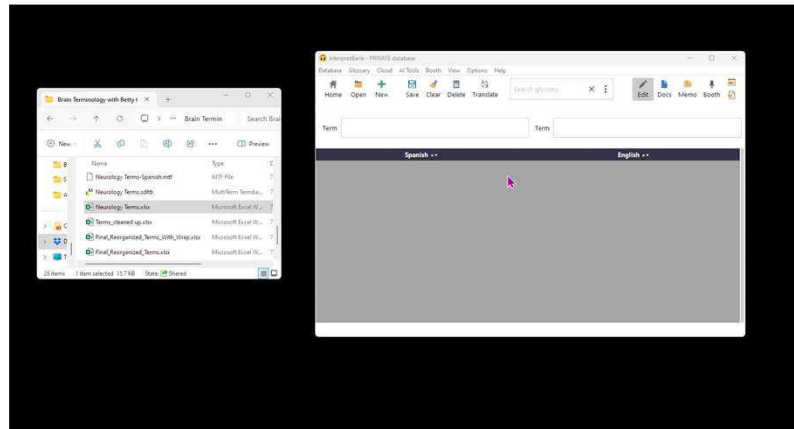 Brain Terminology with Betty (
Brain Termin
Search Brai
New
Preview
Name
Type
Neurology Terms-Spanish.mtf
MTF File
Neurology Terms.sdltb
MultiTerm Termba...
Neurology Terms.xlsx
Microsoft Excel W...
Terms_cleaned up.xlsx
Microsoft Excel W...
Final_Reorganized_Terms_With_Wrap.xlsx
Microsoft Excel W...
Final_Reorganized_Terms.xlsx
Microsoft Excel W...
1 item selected 15.7 KB
State: Shared
InterpretBank - PRIVATE database
Database Glossary Cloud AI Tools Booth View Options Help
Home Open New Save Clear Delete Translate
Search glossary
Edit Docs Memo Booth
Term
Term
Spanish
English